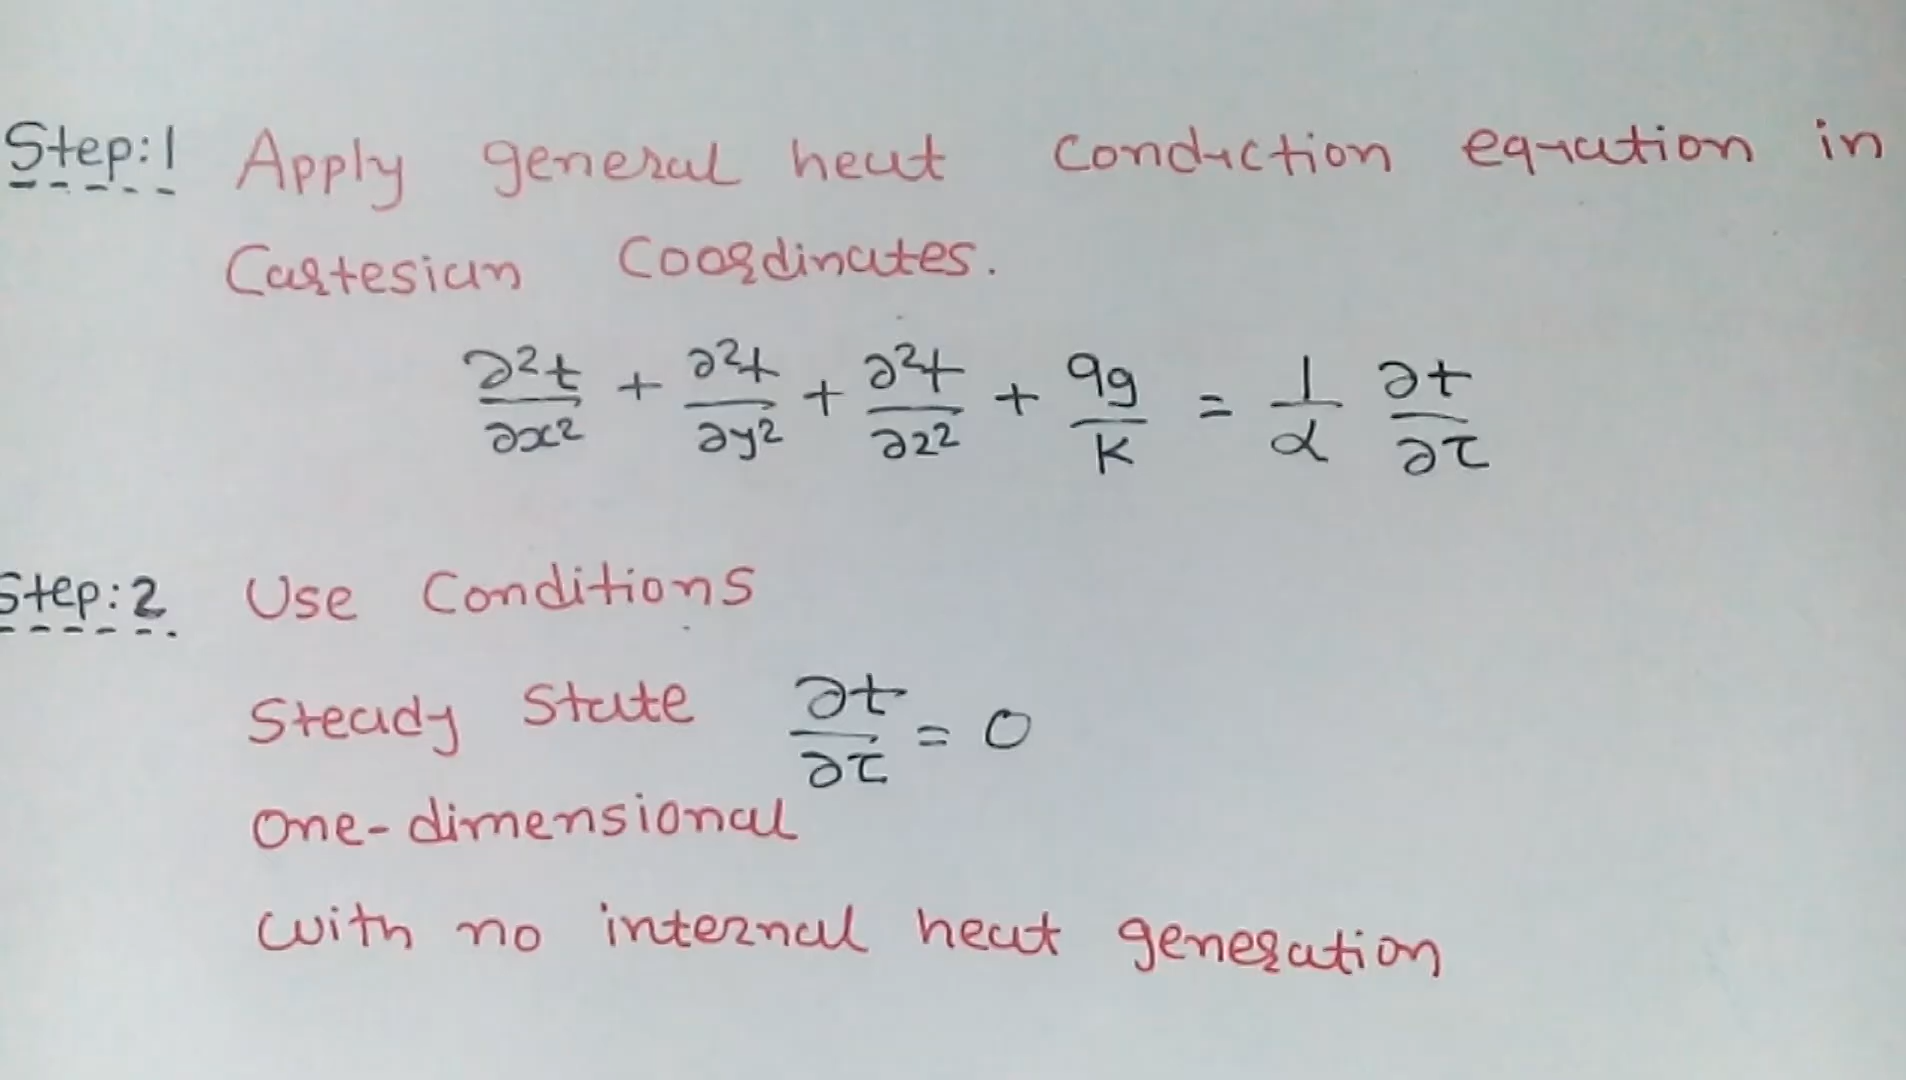 Step:1 Apply general heat conduction equation in
Cartesian Coordinates.
∂²t/∂x² + ∂²t/∂y² + ∂²t/∂z² + qg/k = 1/α ∂t/∂τ
Step:2 Use Conditions
Steady State ∂t/∂τ = 0
One-dimensional
With no internal heat generation